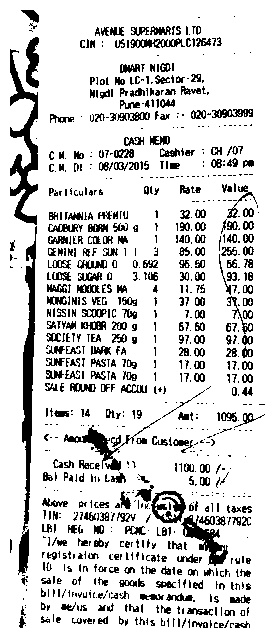 AVENUE SUPERMARTS LTD
CIN : U51900MH2000PLC126473
DMART NIGDI
Plot No LC-1, Sector-29,
Nigdi Pradhikaran Ravet,
Pune-411044
Phone : 020-30903800 Fax :- 020-30903999
CASH MEMO
C.M. No : 07-0228 Cashier : CH /07
C.M. Dt : 08/03/2015 Time : 08:49 pm
Particulars Qty Rate Value
BRITANNIA PREMIU 1 32.00 32.00
CADBURY BORN 500 g 1 190.00 190.00
GARNIER COLOR NA 1 140.00 140.00
GEMINI REF SUN 1 l 3 85.00 255.00
LOOSE GROUND O 0.692 96.60 66.78
LOOSE SUGAR O 3.106 30.00 93.18
MAGGI NOODLES MA 4 11.75 47.00
MONGINIS VEG 150g 1 37.00 37.00
NISSIN SCOOPIC 70g 1 7.00 7.00
SATYAM KHOBR 200 g 1 67.60 67.60
SOCIETY TEA 250 g 1 97.00 97.00
SUNFEAST DARK FA 1 28.00 28.00
SUNFEAST PASTA 70g 1 17.00 17.00
SUNFEAST PASTA 70g 1 17.00 17.00
SALE ROUND OFF ACCOU (+) 0.44
Items: 14 Qty: 19 Amt: 1095.00
<-- Amount Recd From Customer -->
Cash Received 1100.00 /-
Bal Paid In Cash 5.00 /-
Above prices are inclusive of all taxes
TIN: 27460387792V / 27460387792C
LBT REG NO : PCMC LBT-
I/we hereby certify that my
registration certificate under rule
is in force on the date on which the
sale of the goods specified in this
bill/invoice/cash memorandum, is made
by me/us and that the transaction of
sale covered by this bill/invoice/cash